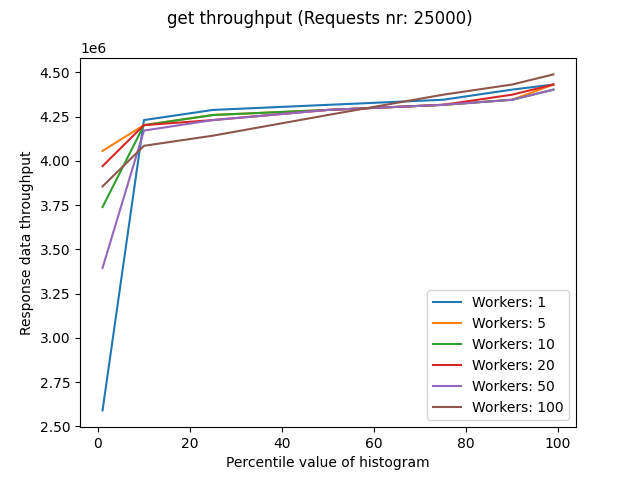 get throughput (Requests nr: 25000)
1e6
4.50
4.25
4.00
3.75
3.50
3.25
3.00
2.75
2.50
Response data throughput
Workers: 1
Workers: 5
Workers: 10
Workers: 20
Workers: 50
Workers: 100
0 20 40 60 80 100
Percentile value of histogram